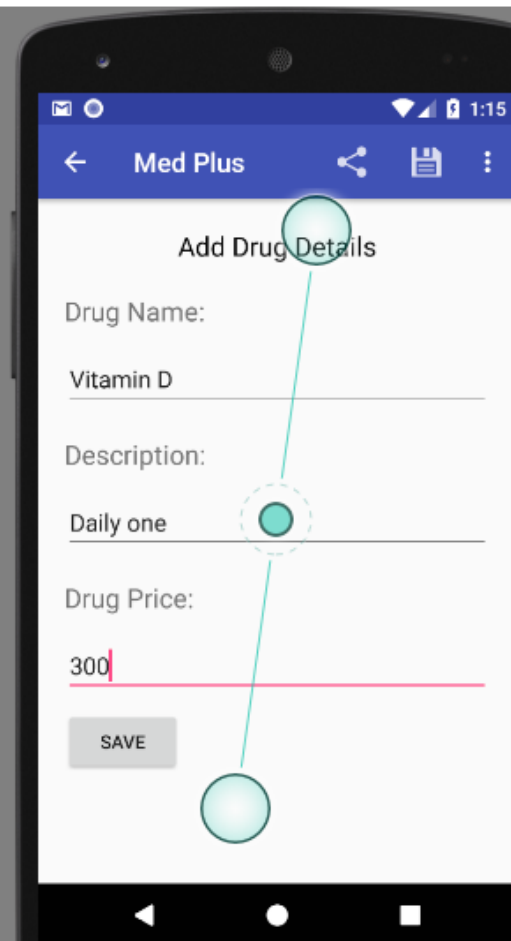 1:15
Med Plus
Add Drug Details
Drug Name:
Vitamin D
Description:
Daily one
Drug Price:
300
SAVE